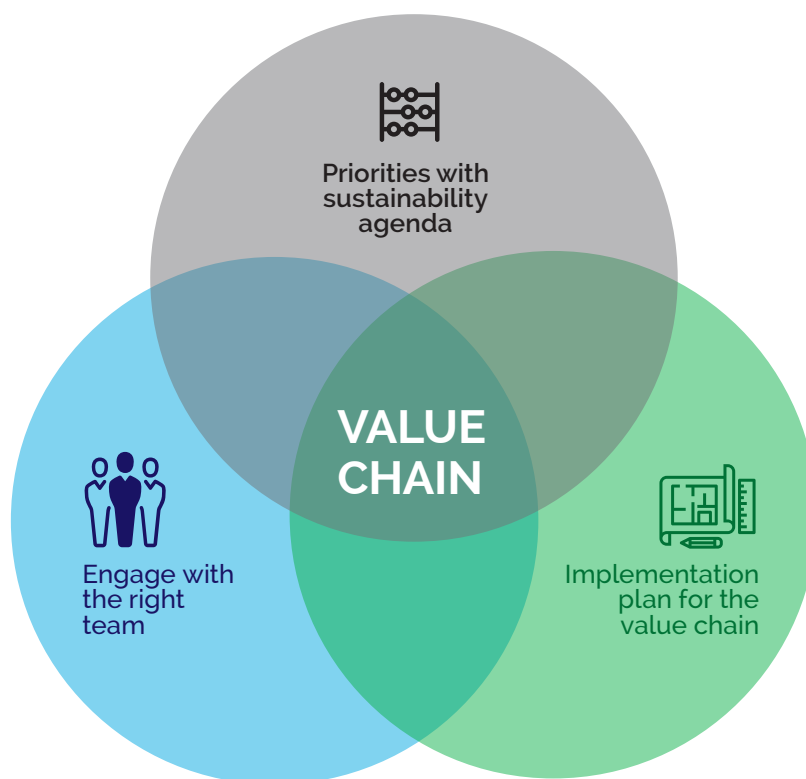 Priorities with
sustainability
agenda
VALUE
CHAIN
Engage with
the right
team
Implementation
plan for the
value chain